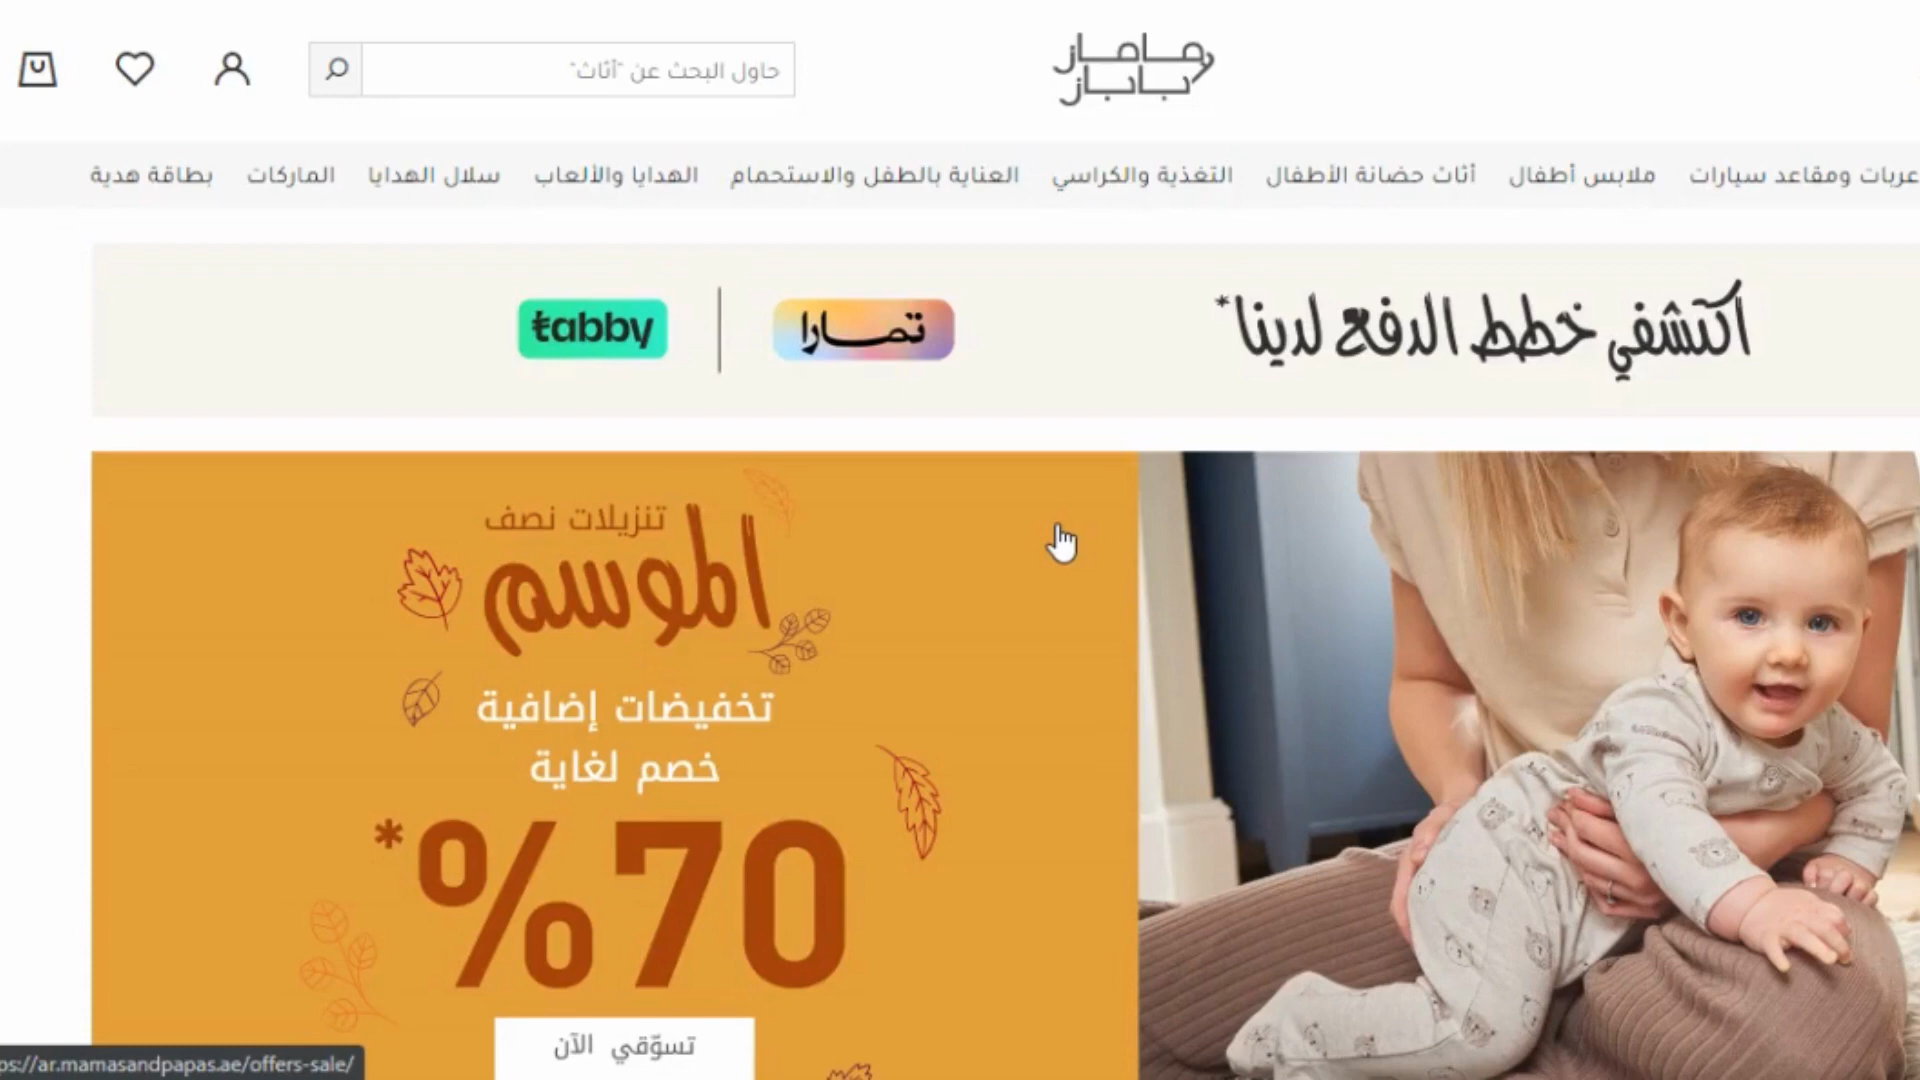 حاول البحث عن "أثاث"
ماماز
باباز
عربات ومقاعد سيارات
ملابس أطفال
أثاث حضانة الأطفال
التغذية والكراسي
العناية بالطفل والاستحمام
الهدايا والألعاب
سلال الهدايا
الماركات
بطاقة هدية
اكتشفي خطط الدفع لدينا*
تمارا
tabby
تنزيلات نصف
الموسم
تخفيضات إضافية
خصم لغاية
%70*
تسوّقي الآن
ps://ar.mamasandpapas.ae/offers-sale/